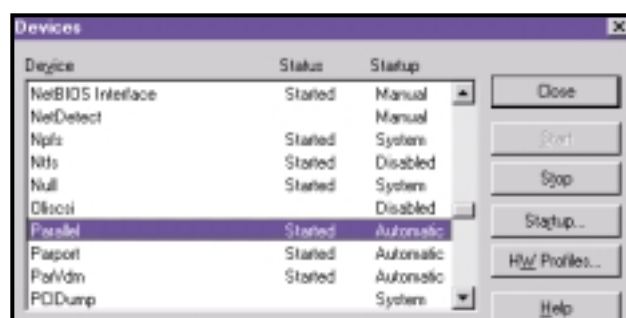 Devices
Device Status Startup
NetBIOS Interface Started Manual
NetDetect Manual
Npfs Started System
Ntfs Started Disabled
Null Started System
Oliscsi Disabled
Parallel Started Automatic
Parport Started Automatic
ParVdm Started Automatic
PCIDump System
Close
Start
Stop
Startup...
HW Profiles...
Help